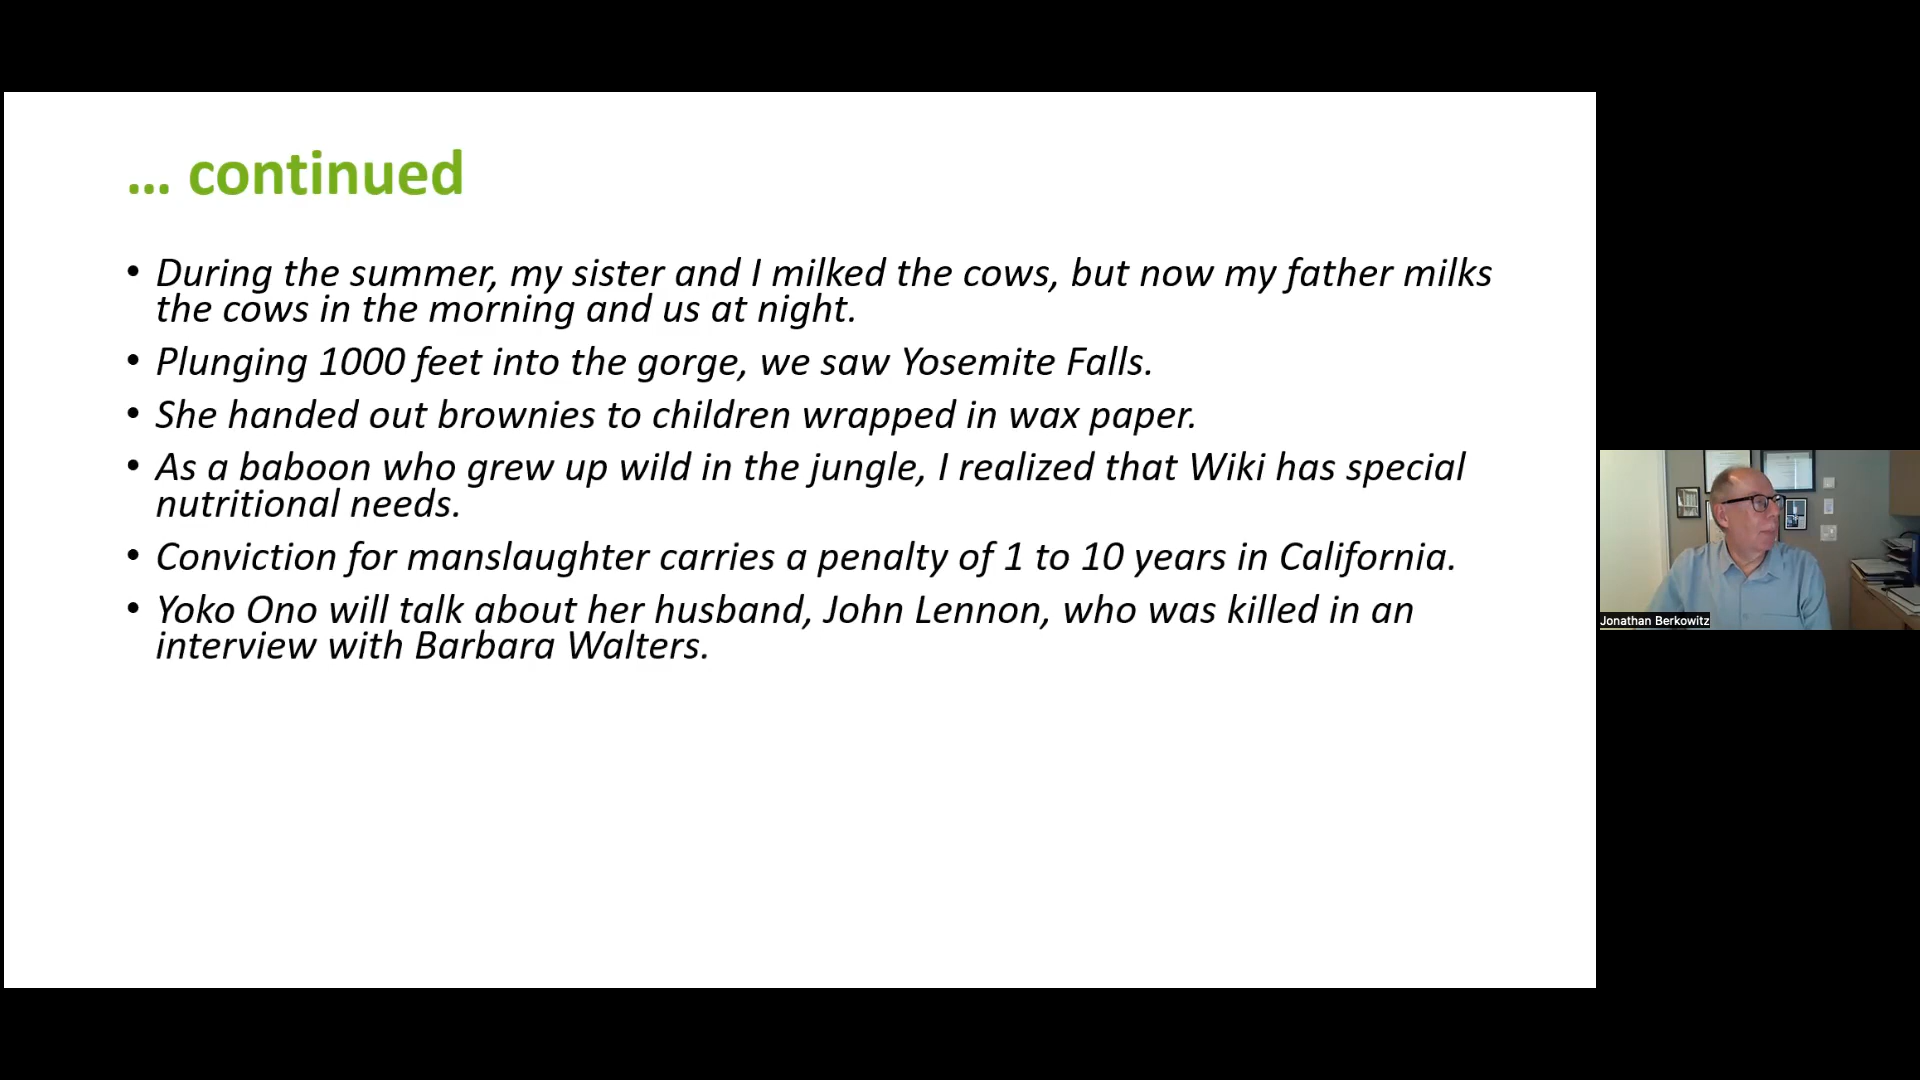 ... continued
• During the summer, my sister and I milked the cows, but now my father milks
the cows in the morning and us at night.
• Plunging 1000 feet into the gorge, we saw Yosemite Falls.
• She handed out brownies to children wrapped in wax paper.
• As a baboon who grew up wild in the jungle, I realized that Wiki has special
nutritional needs.
• Conviction for manslaughter carries a penalty of 1 to 10 years in California.
• Yoko Ono will talk about her husband, John Lennon, who was killed in an
interview with Barbara Walters.
Jonathan Berkowitz